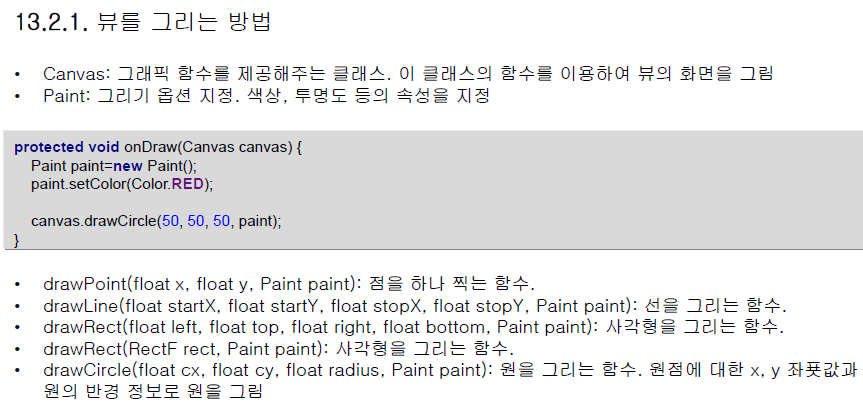 13.2.1. 뷰를 그리는 방법
• Canvas: 그래픽 함수를 제공해주는 클래스. 이 클래스의 함수를 이용하여 뷰의 화면을 그림
• Paint: 그리기 옵션 지정. 색상, 투명도 등의 속성을 지정
protected void onDraw(Canvas canvas) {
Paint paint=new Paint();
paint.setColor(Color.RED);
canvas.drawCircle(50, 50, 50, paint);
}
• drawPoint(float x, float y, Paint paint): 점을 하나 찍는 함수.
• drawLine(float startX, float startY, float stopX, float stopY, Paint paint): 선을 그리는 함수.
• drawRect(float left, float top, float right, float bottom, Paint paint): 사각형을 그리는 함수.
• drawRect(RectF rect, Paint paint): 사각형을 그리는 함수.
• drawCircle(float cx, float cy, float radius, Paint paint): 원을 그리는 함수. 원점에 대한 x, y 좌푯값과
원의 반경 정보로 원을 그림